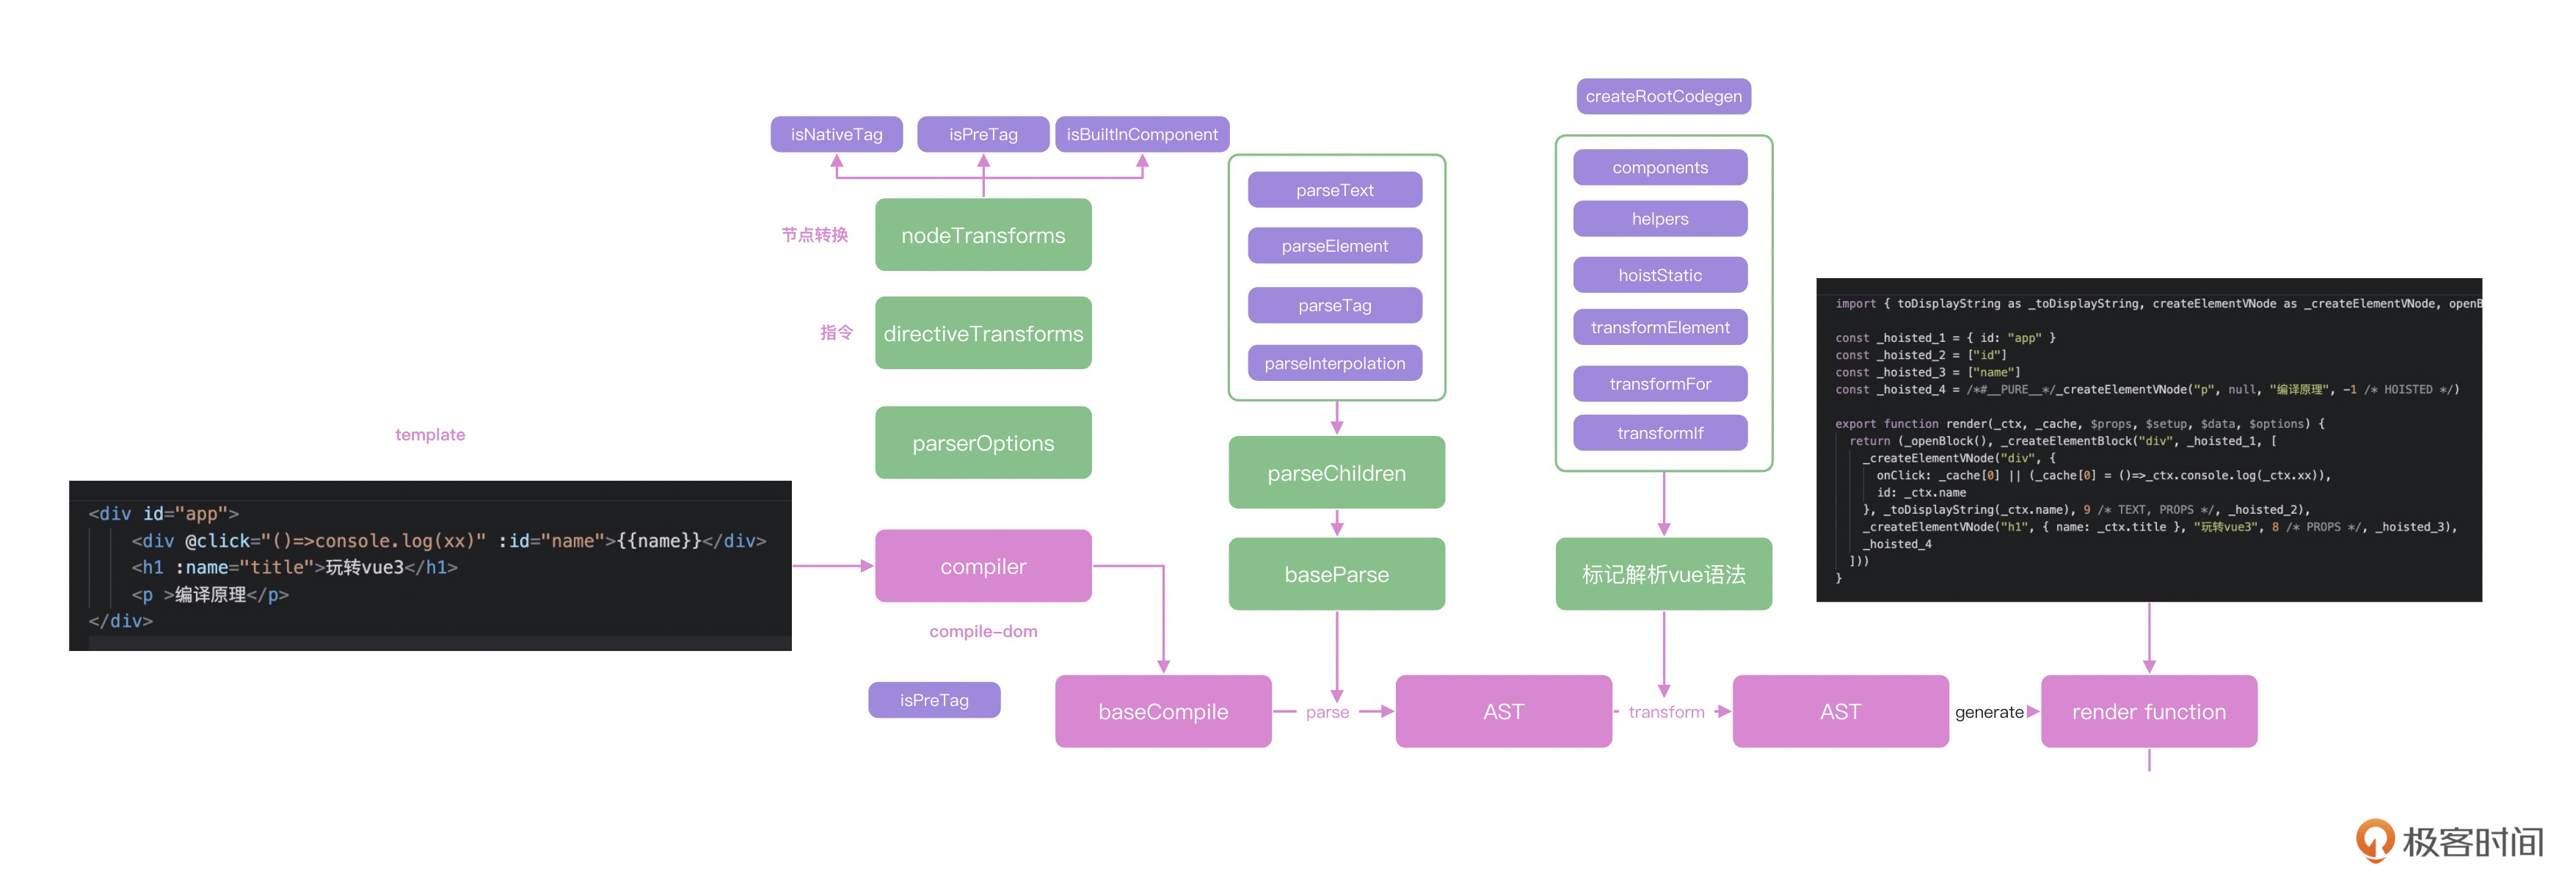 createRootCodegen
isNativeTag
isPreTag
isBuiltInComponent
节点转换
nodeTransforms
指令
directiveTransforms
parserOptions
template
<div id="app">
<div @click="()=>console.log(xx)" :id="name">{{name}}</div>
<h1 :name="title">玩转vue3</h1>
<p >编译原理</p>
</div>
compiler
compile-dom
isPreTag
parseText
parseElement
parseTag
parseInterpolation
parseChildren
baseParse
components
helpers
hoistStatic
transformElement
transformFor
transformIf
标记解析vue语法
import { toDisplayString as _toDisplayString, createElementVNode as _createElementVNode, openB
const _hoisted_1 = { id: "app" }
const _hoisted_2 = ["id"]
const _hoisted_3 = ["name"]
const _hoisted_4 = /*#__PURE__*/_createElementVNode("p", null, "编译原理", -1 /* HOISTED */)
export function render(_ctx, _cache, $props, $setup, $data, $options) {
return (_openBlock(), _createElementBlock("div", _hoisted_1, [
_createElementVNode("div", {
onClick: _cache[0] || (_cache[0] = ()=>_ctx.console.log(_ctx.xx)),
id: _ctx.name
}, _toDisplayString(_ctx.name), 9 /* TEXT, PROPS */, _hoisted_2),
_createElementVNode("h1", { name: _ctx.title }, "玩转vue3", 8 /* PROPS */, _hoisted_3),
_hoisted_4
]))
}
baseCompile
parse
AST
transform
AST
generate
render function
极客时间